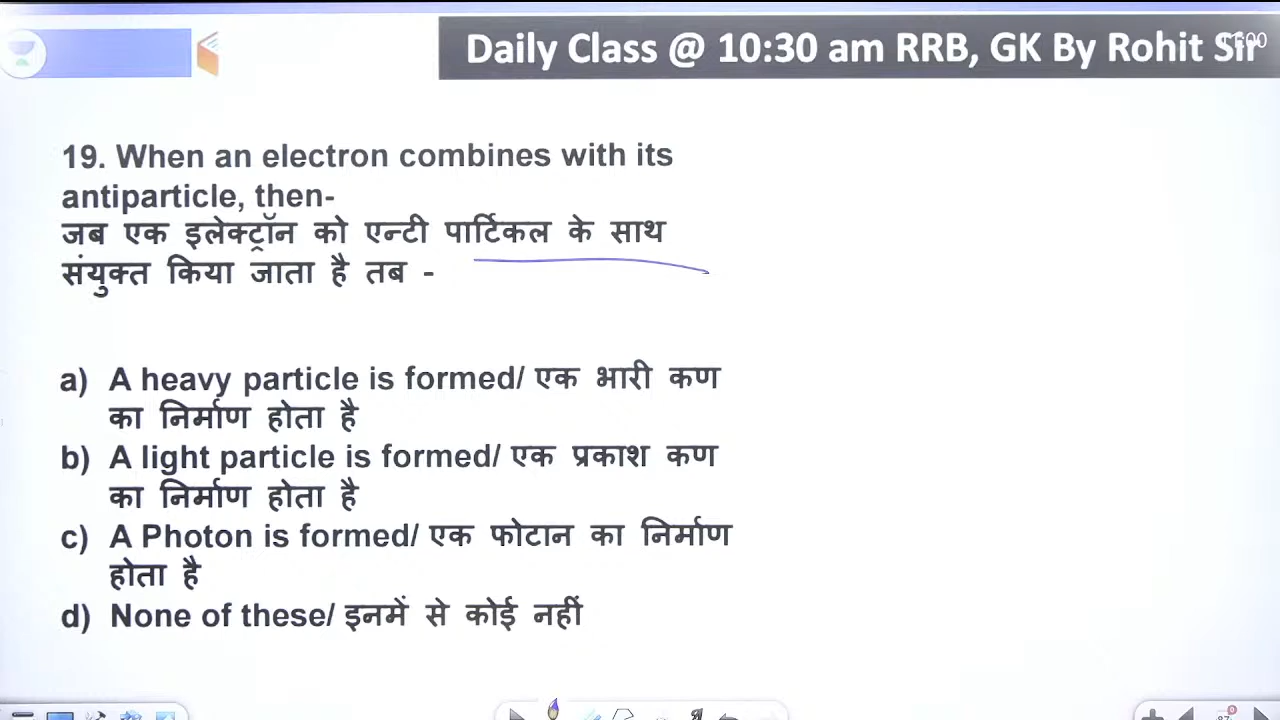 Daily Class @ 10:30 am RRB, GK By Rohit Sir
19. When an electron combines with its
antiparticle, then-
जब एक इलेक्ट्रॉन को एन्टी पार्टिकल के साथ
संयुक्त किया जाता है तब -
a) A heavy particle is formed/ एक भारी कण
का निर्माण होता है
b) A light particle is formed/ एक प्रकाश कण
का निर्माण होता है
c) A Photon is formed/ एक फोटान का निर्माण
होता है
d) None of these/ इनमें से कोई नहीं